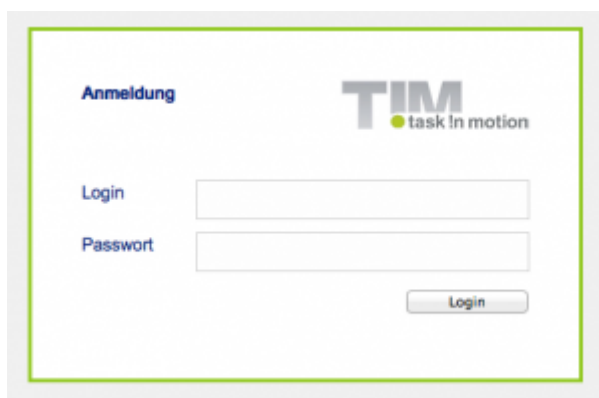 Anmeldung
TIM
task !n motion
Login
Passwort
Login